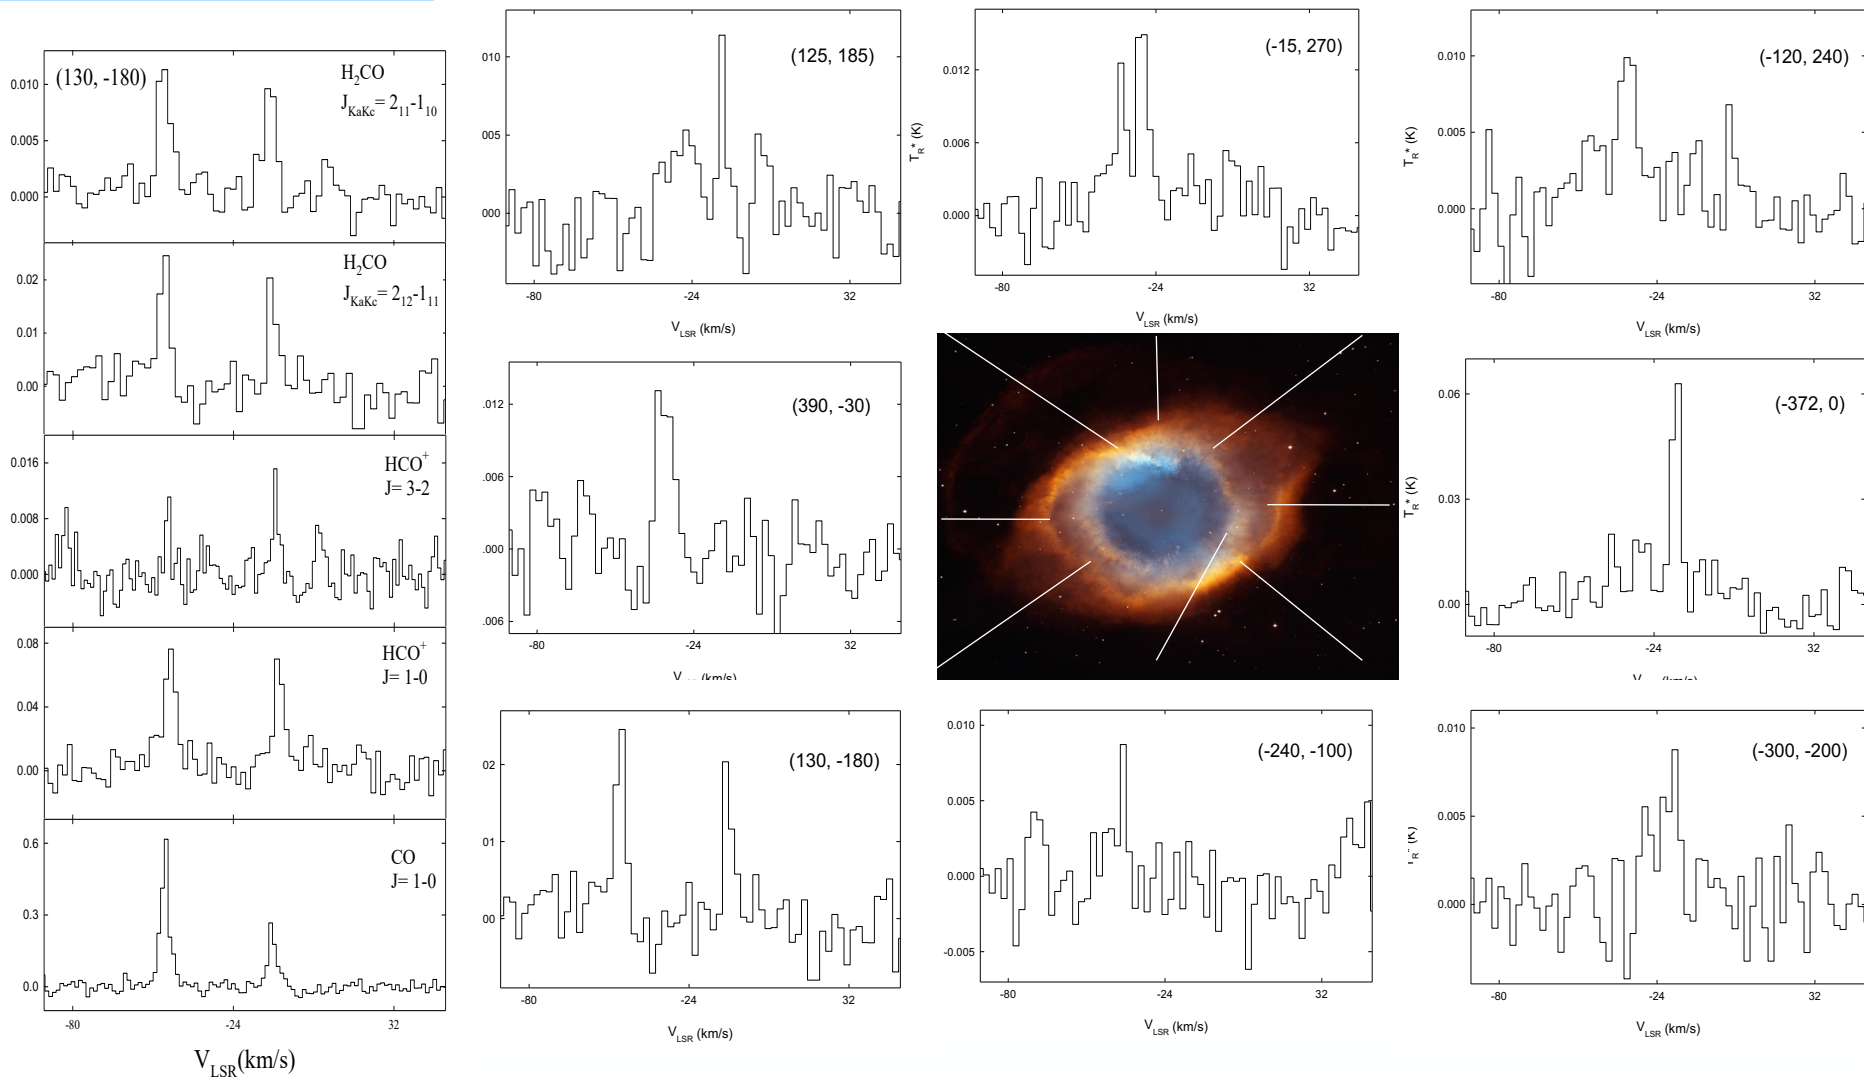 (130, -180)
H2CO
JKaKc= 211-110
0.010
0.005
0.000
H2CO
JKaKc= 212-111
0.02
0.01
0.00
HCO+
J= 3-2
0.016
0.008
0.000
HCO+
J= 1-0
0.08
0.04
0.00
CO
J= 1-0
0.6
0.3
0.0
-80 -24 32
VLSR(km/s)
(125, 185)
010
005
000
-80 -24 32
VLSR (km/s)
(-15, 270)
TR* (K)
0.012
0.006
0.000
-80 -24 32
VLSR (km/s)
(-120, 240)
TR* (K)
0.010
0.005
0.000
-80 -24 32
VLSR (km/s)
(390, -30)
.012
.006
.000
.006
-80 -24 32
(-372, 0)
TR* (K)
0.06
0.03
0.00
-80 -24 32
(130, -180)
02
01
00
-80 -24 32
VLSR (km/s)
(-240, -100)
0.010
0.005
0.000
-0.005
-80 -24 32
VLSR (km/s)
(-300, -200)
0.010
0.005
0.000
-80 -24 32
VLSR (km/s)